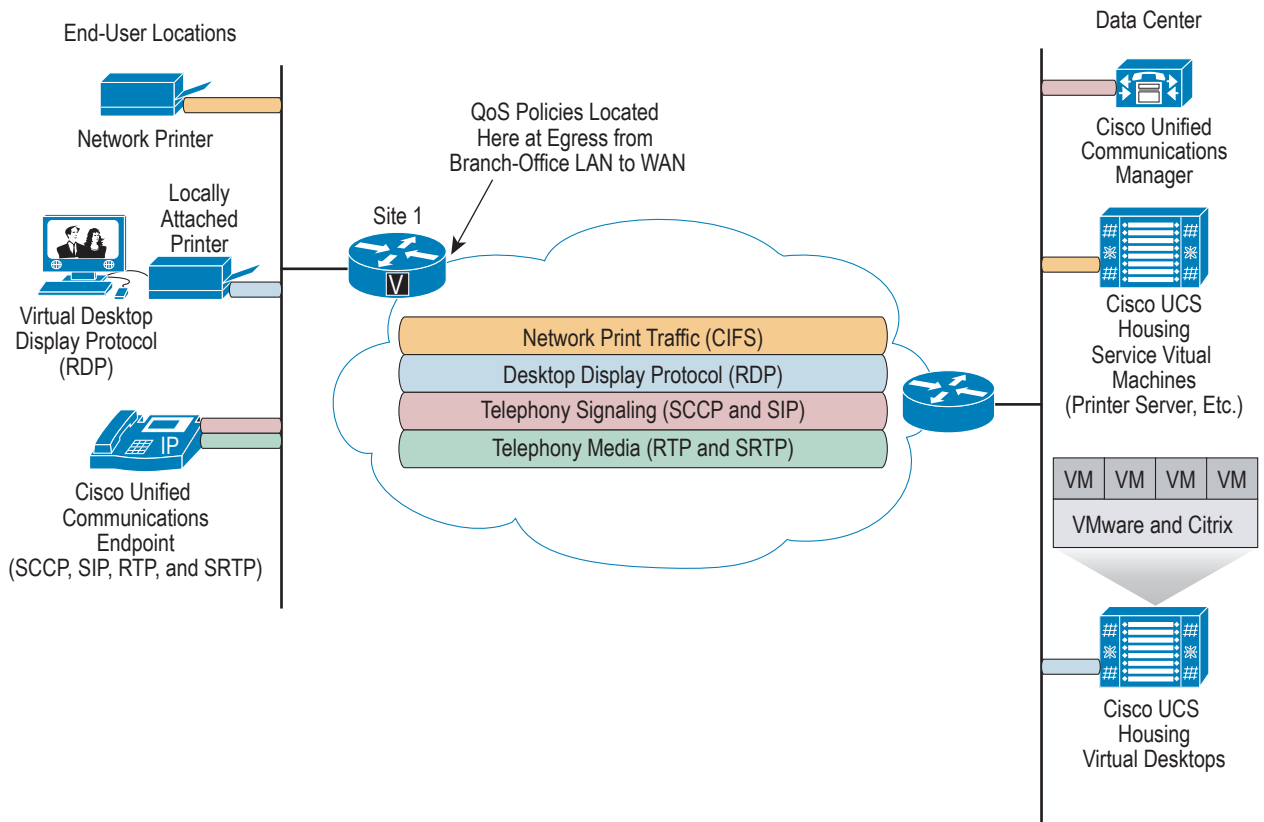 End-User Locations
Network Printer
Locally
Attached
Printer
Virtual Desktop
Display Protocol
(RDP)
IP
Cisco Unified
Communications
Endpoint
(SCCP, SIP, RTP, and SRTP)
QoS Policies Located
Here at Egress from
Branch-Office LAN to WAN
Site 1
V
Network Print Traffic (CIFS)
Desktop Display Protocol (RDP)
Telephony Signaling (SCCP and SIP)
Telephony Media (RTP and SRTP)
Data Center
Cisco Unified
Communications
Manager
Cisco UCS
Housing
Service Vitual
Machines
(Printer Server, Etc.)
VM VM VM VM
VMware and Citrix
Cisco UCS
Housing
Virtual Desktops